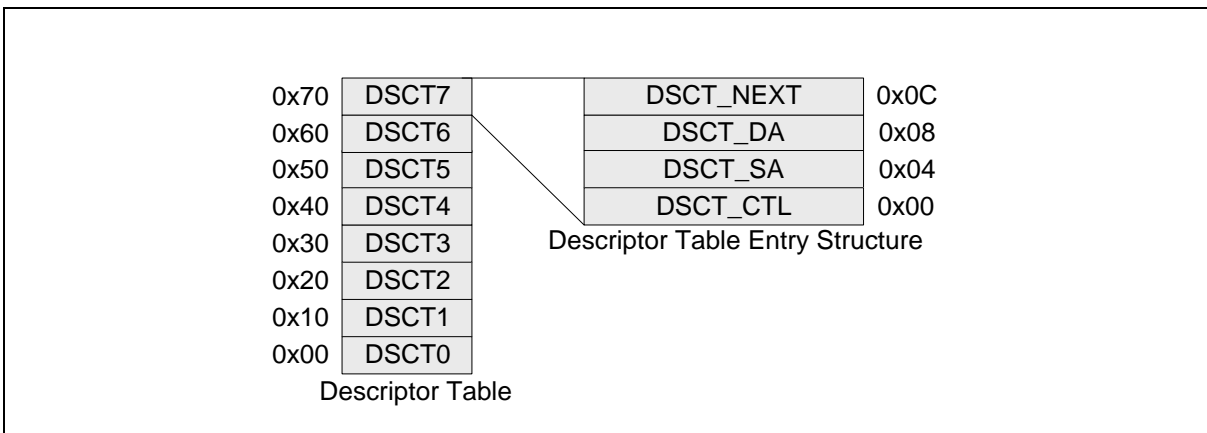 0x70 DSCT7 DSCT_NEXT 0x0C
0x60 DSCT6 DSCT_DA 0x08
0x50 DSCT5 DSCT_SA 0x04
0x40 DSCT4 DSCT_CTL 0x00
0x30 DSCT3 Descriptor Table Entry Structure
0x20 DSCT2
0x10 DSCT1
0x00 DSCT0
Descriptor Table